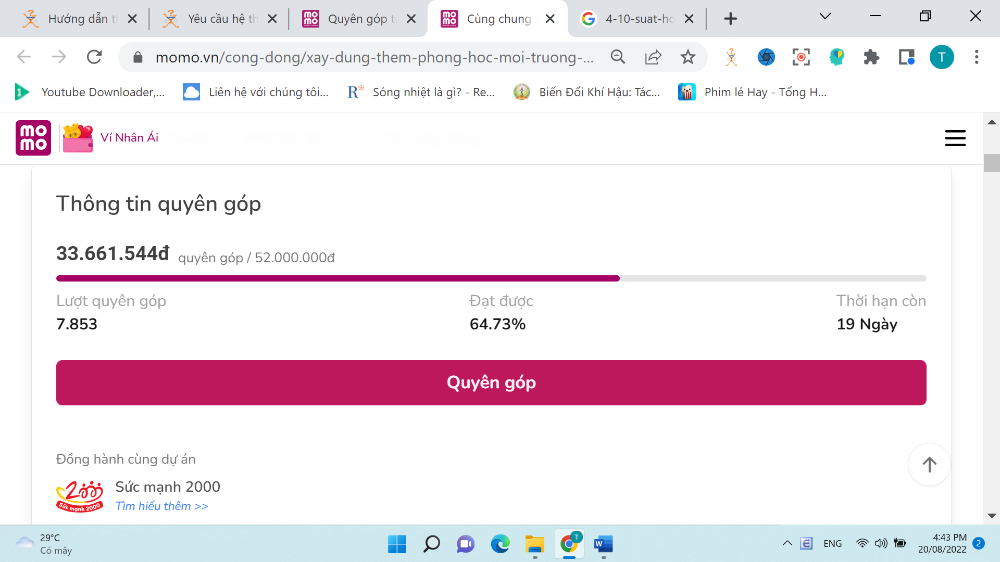 Hướng dẫn t
Yêu cầu hệ th
Quyên góp từ
Cùng chung
4-10-suat-ho
momo.vn/cong-dong/xay-dung-them-phong-hoc-moi-truong-...
T
Youtube Downloader,...
Liên hệ với chúng tôi...
Sóng nhiệt là gì? - Re...
Biến Đổi Khí Hậu: Tác...
Phim lẻ Hay - Tổng H...
mo
mo
Ví Nhân Ái
Thông tin quyên góp
33.661.544đ quyên góp / 52.000.000đ
Lượt quyên góp
7.853
Đạt được
64.73%
Thời hạn còn
19 Ngày
Quyên góp
Đồng hành cùng dự án
2000
Sức mạnh 2000
Sức mạnh 2000
Tìm hiểu thêm >>
29°C
Có mây
ENG
4:43 PM
20/08/2022
2